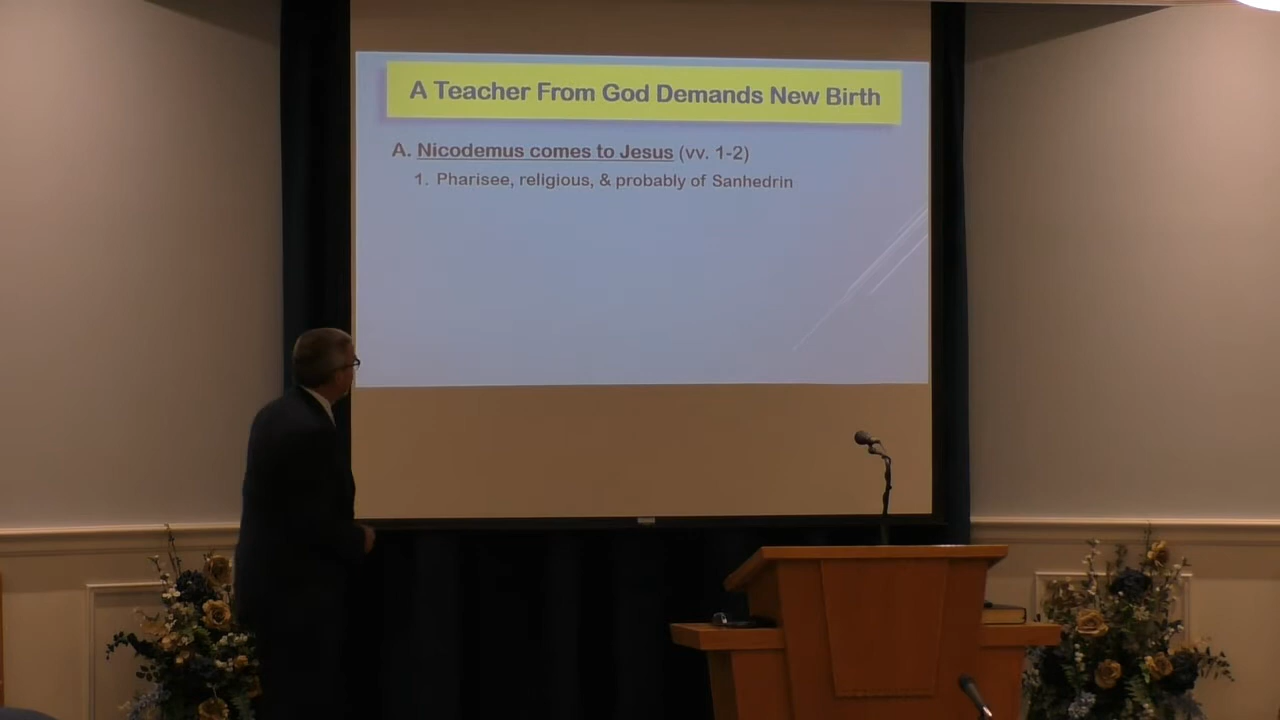 A Teacher From God Demands New Birth
A. Nicodemus comes to Jesus (vv. 1-2)
1. Pharisee, religious, & probably of Sanhedrin